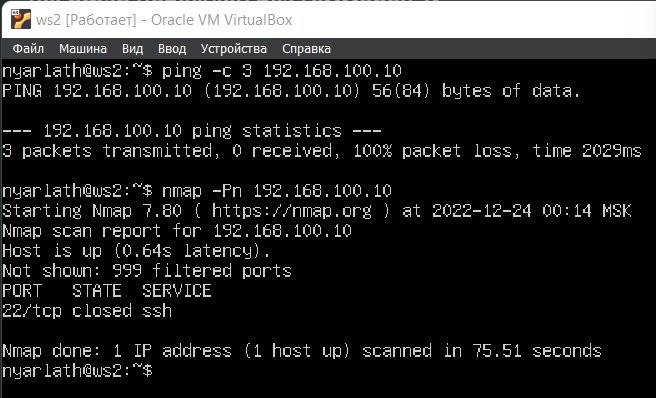 ws2 [Работает] - Oracle VM VirtualBox
Файл Машина Вид Ввод Устройства Справка
nyarlath@ws2:~$ ping -c 3 192.168.100.10
PING 192.168.100.10 (192.168.100.10) 56(84) bytes of data.
--- 192.168.100.10 ping statistics ---
3 packets transmitted, 0 received, 100% packet loss, time 2029ms
nyarlath@ws2:~$ nmap -Pn 192.168.100.10
Starting Nmap 7.80 ( https://nmap.org ) at 2022-12-24 00:14 MSK
Nmap scan report for 192.168.100.10
Host is up (0.64s latency).
Not shown: 999 filtered ports
PORT   STATE  SERVICE
22/tcp closed ssh
Nmap done: 1 IP address (1 host up) scanned in 75.51 seconds
nyarlath@ws2:~$